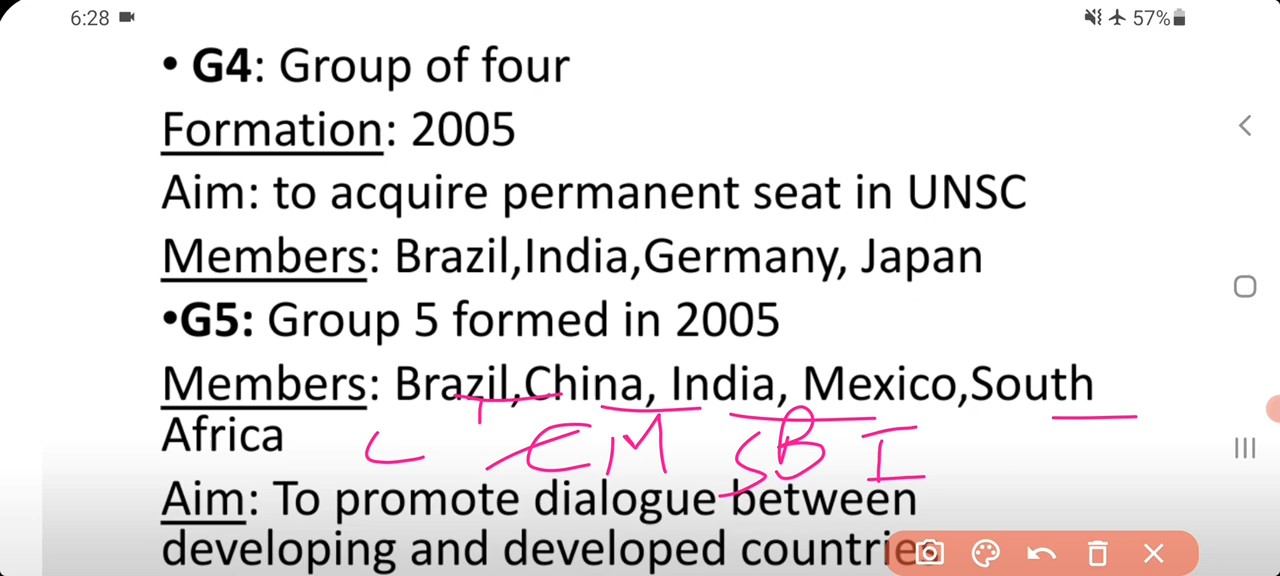 6:28
57%
• G4: Group of four
Formation: 2005
Aim: to acquire permanent seat in UNSC
Members: Brazil,India,Germany, Japan
•G5: Group 5 formed in 2005
Members: Brazil,China, India, Mexico,South
Africa
C M SBI
Aim: To promote dialogue between
developing and developed countries